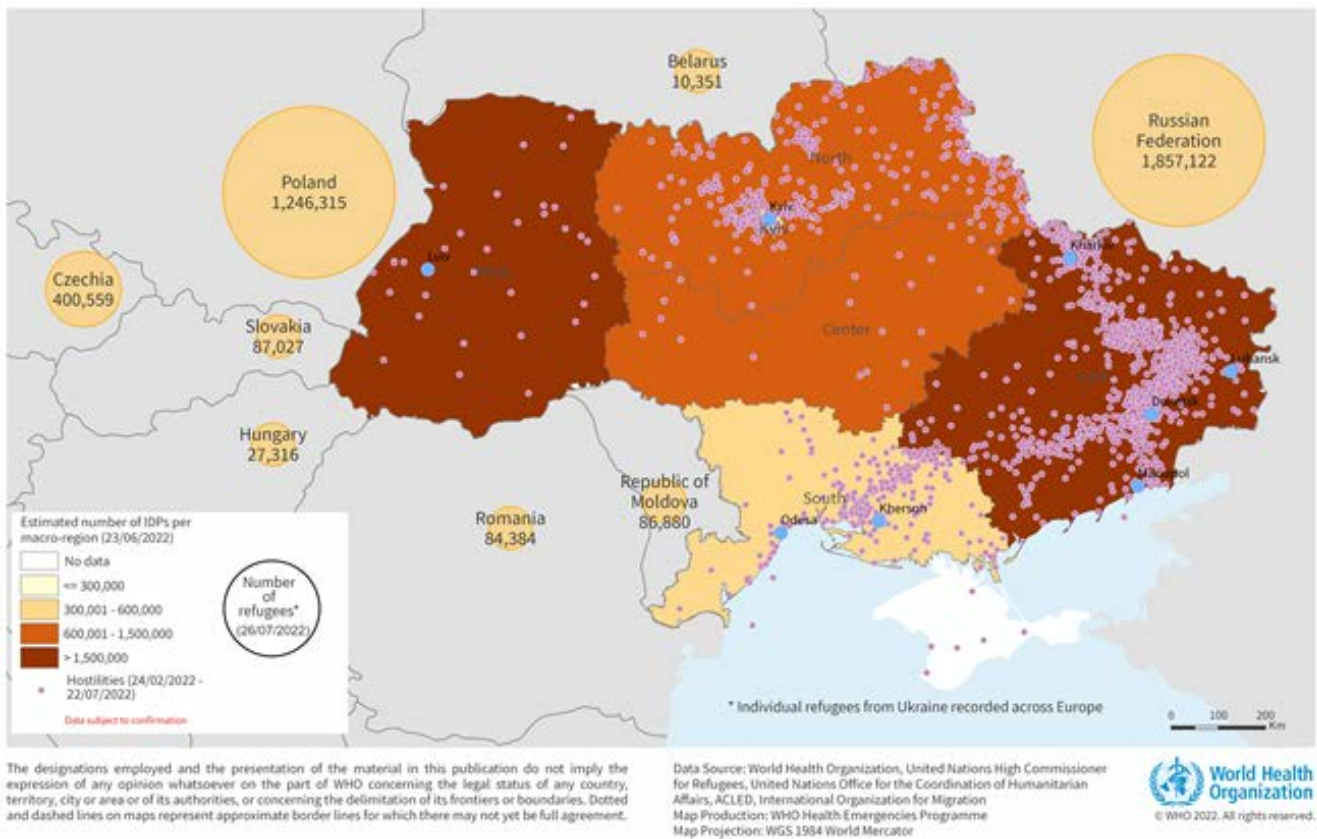 Belarus
10,351
Russian
Federation
1,857,122
Poland
1,246,315
North
Kyiv
Kyiv
Kharkiv
Czechia
400,559
Lviv
Slovakia
87,027
Center
Luhansk
Donetsk
Hungary
27,316
Mariupol
Republic of
Moldova
86,880
South
Kherson
Odesa
Romania
84,384
Estimated number of IDPs per
macro-region (23/06/2022)
No data
<= 300,000
300,001 - 600,000
600,001 - 1,500,000
> 1,500,000
Hostilities (24/02/2022 -
22/07/2022)
Data subject to confirmation
Number
of
refugees*
(26/07/2022)
* Individual refugees from Ukraine recorded across Europe
0 100 200
Km
The designations employed and the presentation of the material in this publication do not imply the
expression of any opinion whatsoever on the part of WHO concerning the legal status of any country,
territory, city or area or of its authorities, or concerning the delimitation of its frontiers or boundaries. Dotted
and dashed lines on maps represent approximate border lines for which there may not yet be full agreement.
Data Source: World Health Organization, United Nations High Commissioner
for Refugees, United Nations Office for the Coordination of Humanitarian
Affairs, ACLED, International Organization for Migration
Map Production: WHO Health Emergencies Programme
Map Projection: WGS 1984 World Mercator
World Health
Organization
© WHO 2022. All rights reserved.